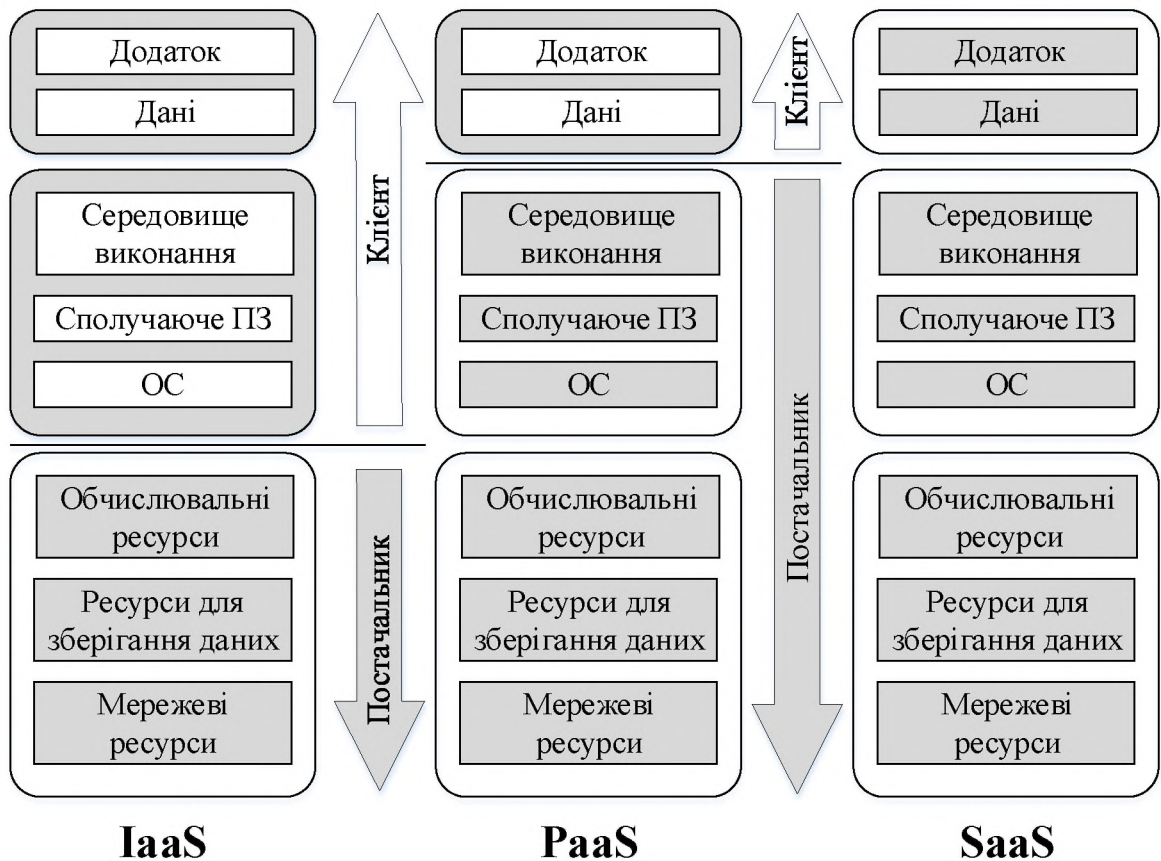 Додаток
Дані
Середовище
виконання
Сполучаюче ПЗ
ОС
Обчислювальні
ресурси
Ресурси для
зберігання даних
Мережеві
ресурси
IaaS
Клієнт
Постачальник
Додаток
Дані
Середовище
виконання
Сполучаюче ПЗ
ОС
Обчислювальні
ресурси
Ресурси для
зберігання даних
Мережеві
ресурси
PaaS
Клієнт
Постачальник
Додаток
Дані
Середовище
виконання
Сполучаюче ПЗ
ОС
Обчислювальні
ресурси
Ресурси для
зберігання даних
Мережеві
ресурси
SaaS